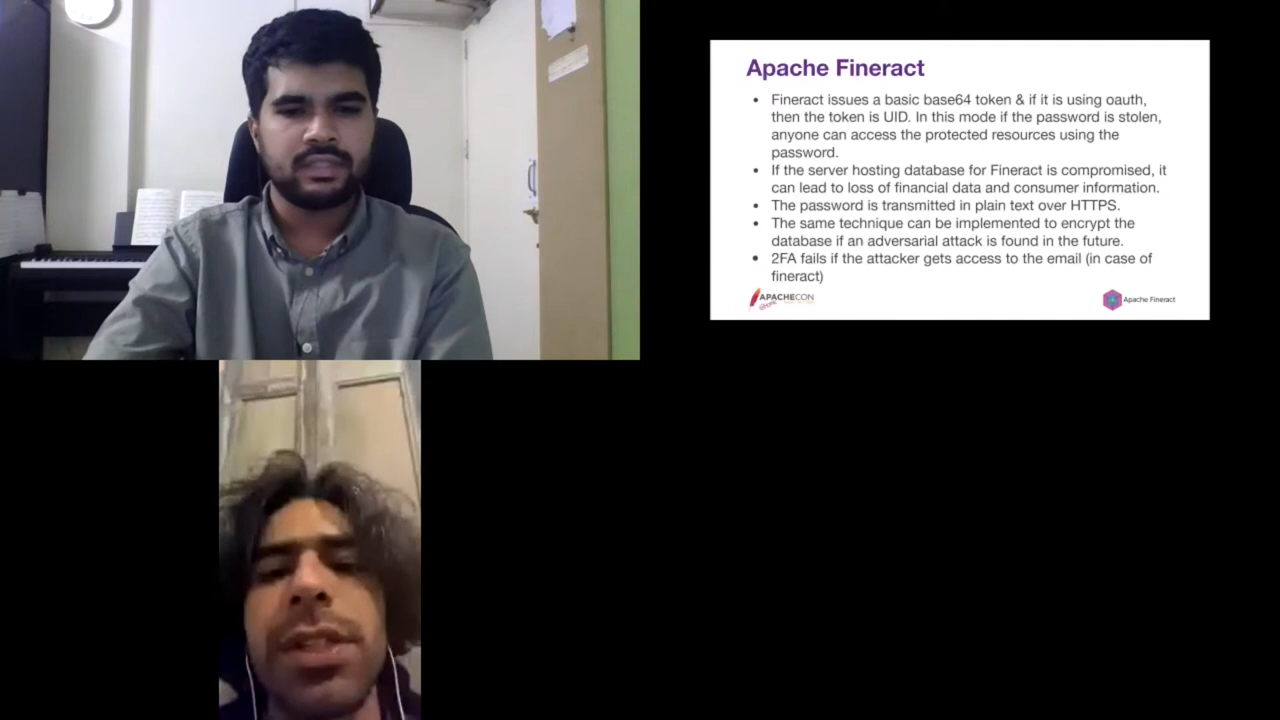 Apache Fineract
• Fineract issues a basic base64 token & if it is using oauth,
then the token is UID. In this mode if the password is stolen,
anyone can access the protected resources using the
password.
• If the server hosting database for Fineract is compromised, it
can lead to loss of financial data and consumer information.
• The password is transmitted in plain text over HTTPS.
• The same technique can be implemented to encrypt the
database if an adversarial attack is found in the future.
• 2FA fails if the attacker gets access to the email (in case of
fineract)
APACHECON
@HOME
Apache Fineract